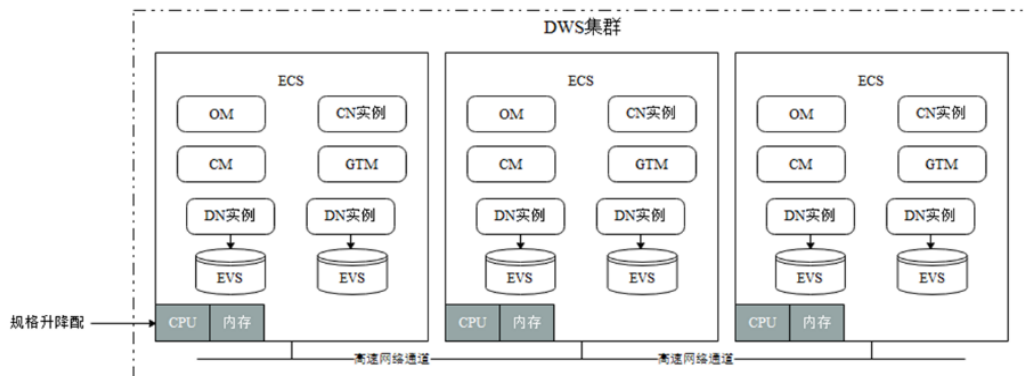 DWS集群
ECS
OM
CN实例
CM
GTM
DN实例
DN实例
EVS
EVS
CPU
内存
ECS
OM
CN实例
CM
GTM
DN实例
DN实例
EVS
EVS
CPU
内存
ECS
OM
CN实例
CM
GTM
DN实例
DN实例
EVS
EVS
CPU
内存
规格升降配
高速网络通道
高速网络通道